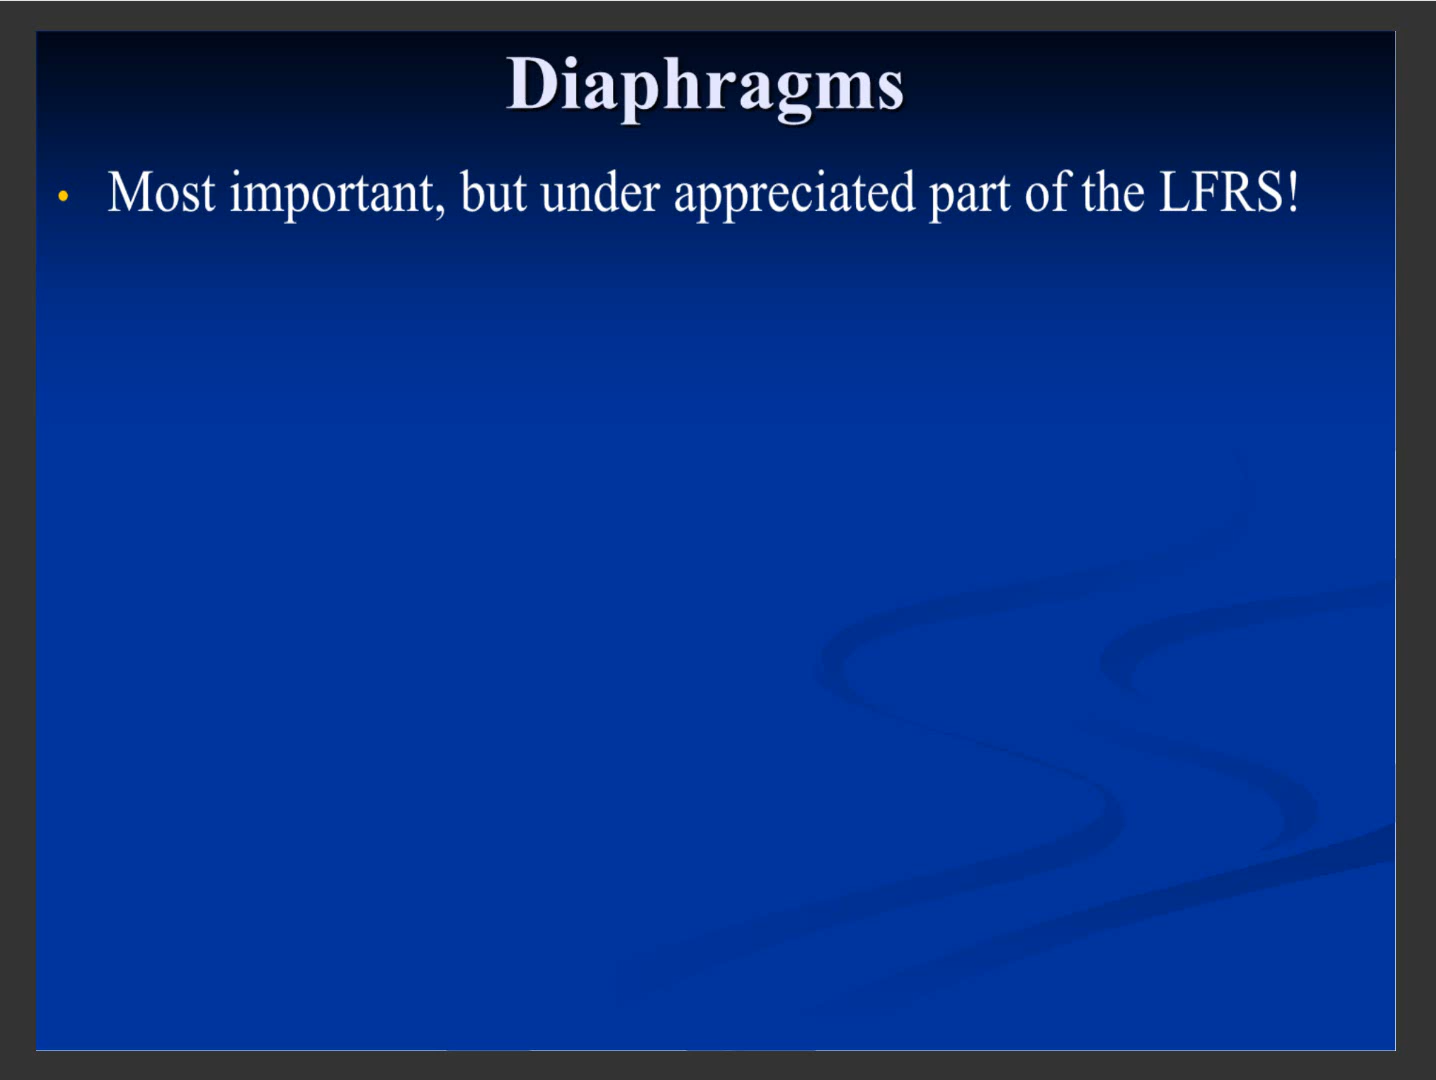 Diaphragms
• Most important, but under appreciated part of the LFRS!